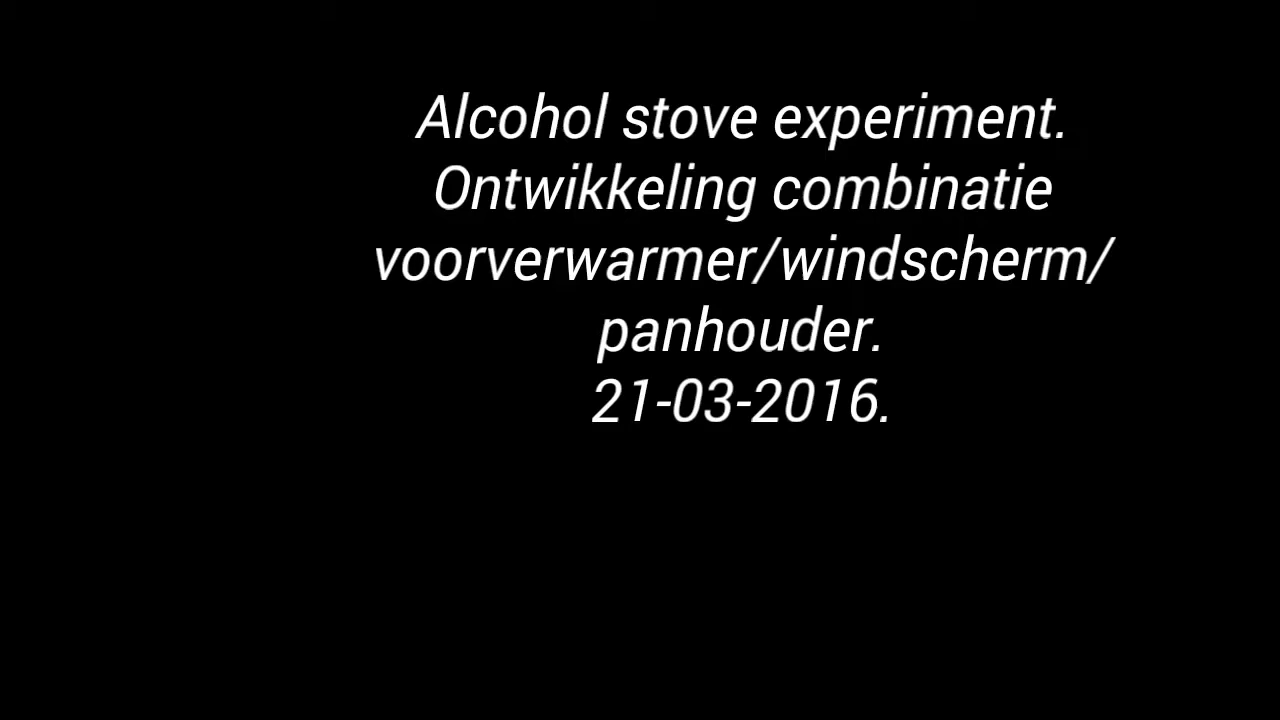 Alcohol stove experiment.
Ontwikkeling combinatie
voorverwarmer/windscherm/
panhouder.
21-03-2016.